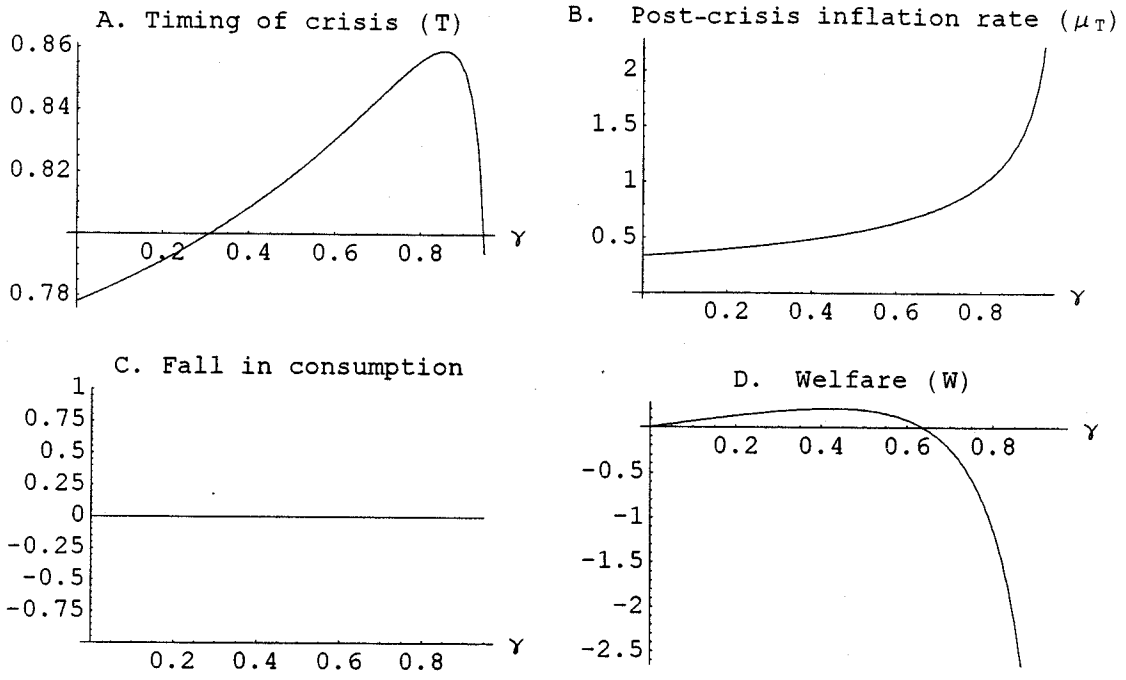 A. Timing of crisis (T)
0.86
0.84
0.82
0.78
0.2 0.4 0.6 0.8 γ
B. Post-crisis inflation rate (μT)
2
1.5
1
0.5
0.2 0.4 0.6 0.8 γ
C. Fall in consumption
1
0.75
0.5
0.25
0
-0.25
-0.5
-0.75
0.2 0.4 0.6 0.8 γ
D. Welfare (W)
0.2 0.4 0.6 0.8 γ
-0.5
-1
-1.5
-2
-2.5